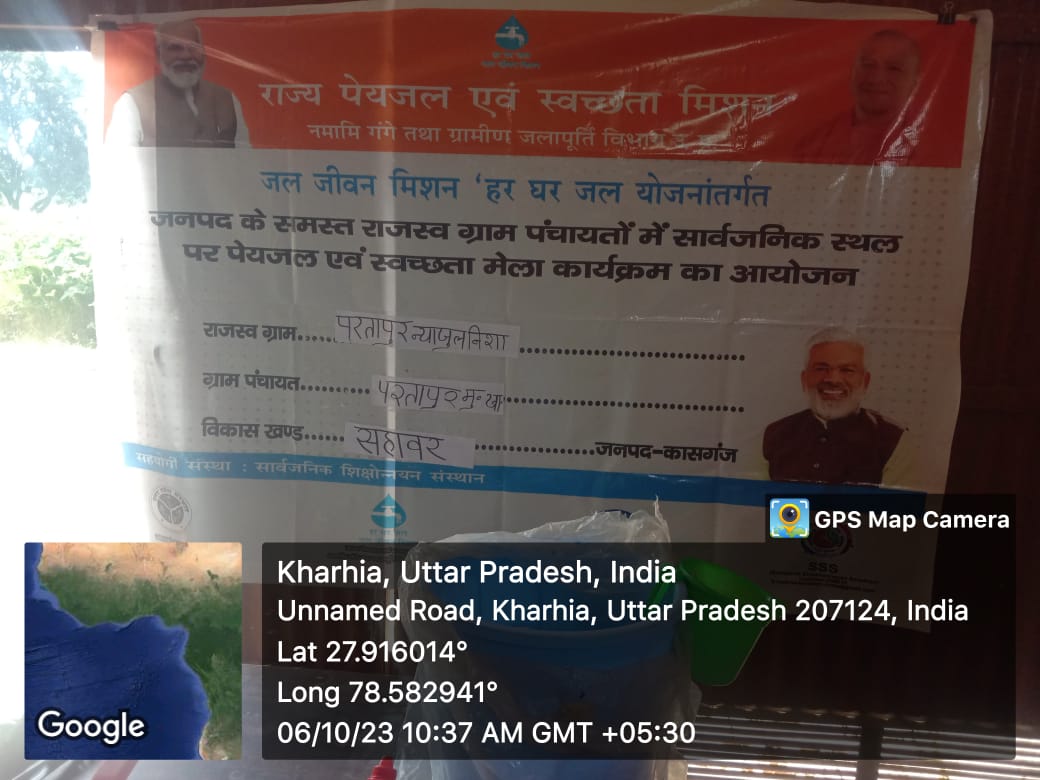 राज्य पेयजल एवं स्वच्छता मिशन
नमामि गंगे तथा ग्रामीण जलापूर्ति विभाग
जल जीवन मिशन ‘हर घर जल योजनांतर्गत
जनपद के समस्त राजस्व ग्राम पंचायतों में सार्वजनिक स्थल
पर पेयजल एवं स्वच्छता मेला कार्यक्रम का आयोजन
राजस्व ग्राम...... परतापुर न्याजुलनिशा
ग्राम पंचायत.......... परतापुर मु॰खा
विकास खण्ड...... सहावर ....................जनपद-कासगंज
सहयोगी संस्था : सार्वजनिक शिक्षोन्नयन संस्थान
SSS
GPS Map Camera
Google
Kharhia, Uttar Pradesh, India
Unnamed Road, Kharhia, Uttar Pradesh 207124, India
Lat 27.916014°
Long 78.582941°
06/10/23 10:37 AM GMT +05:30